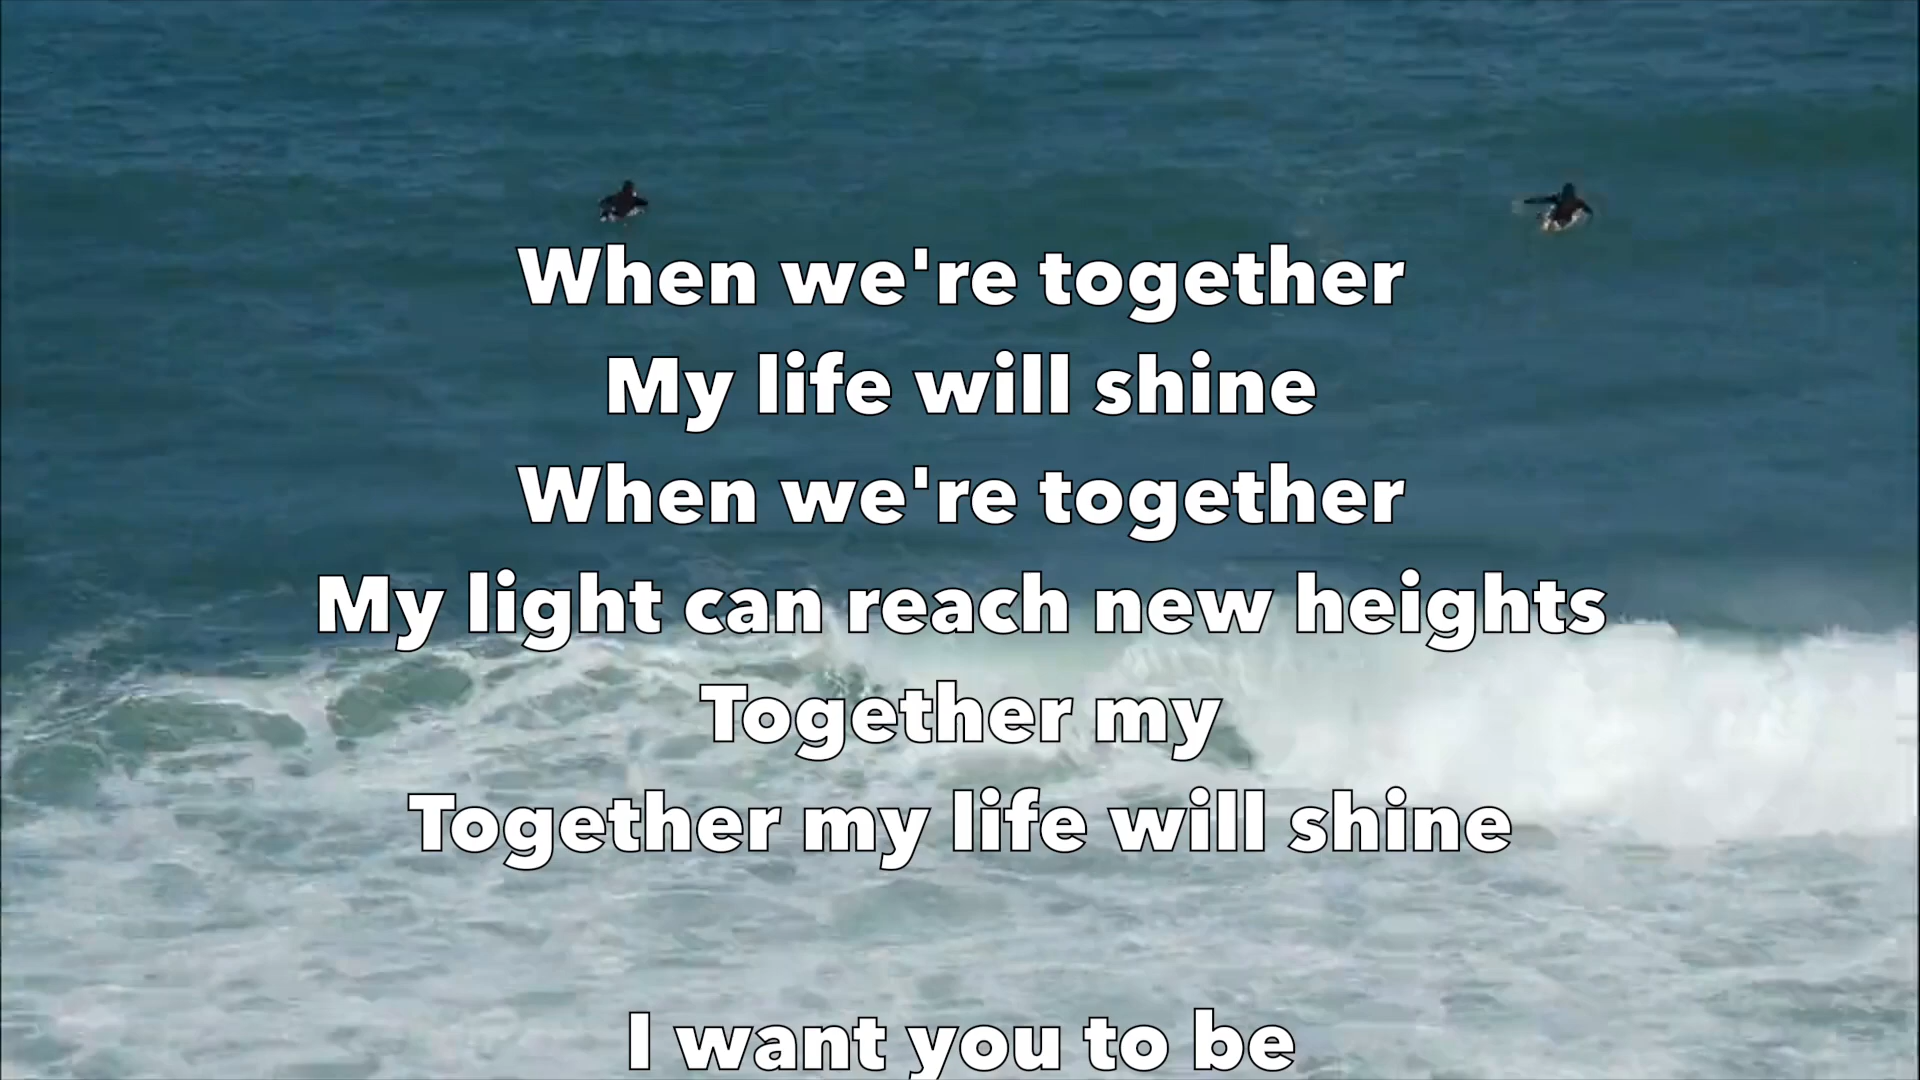 When we're together
My life will shine
When we're together
My light can reach new heights
Together my
Together my life will shine
I want you to be